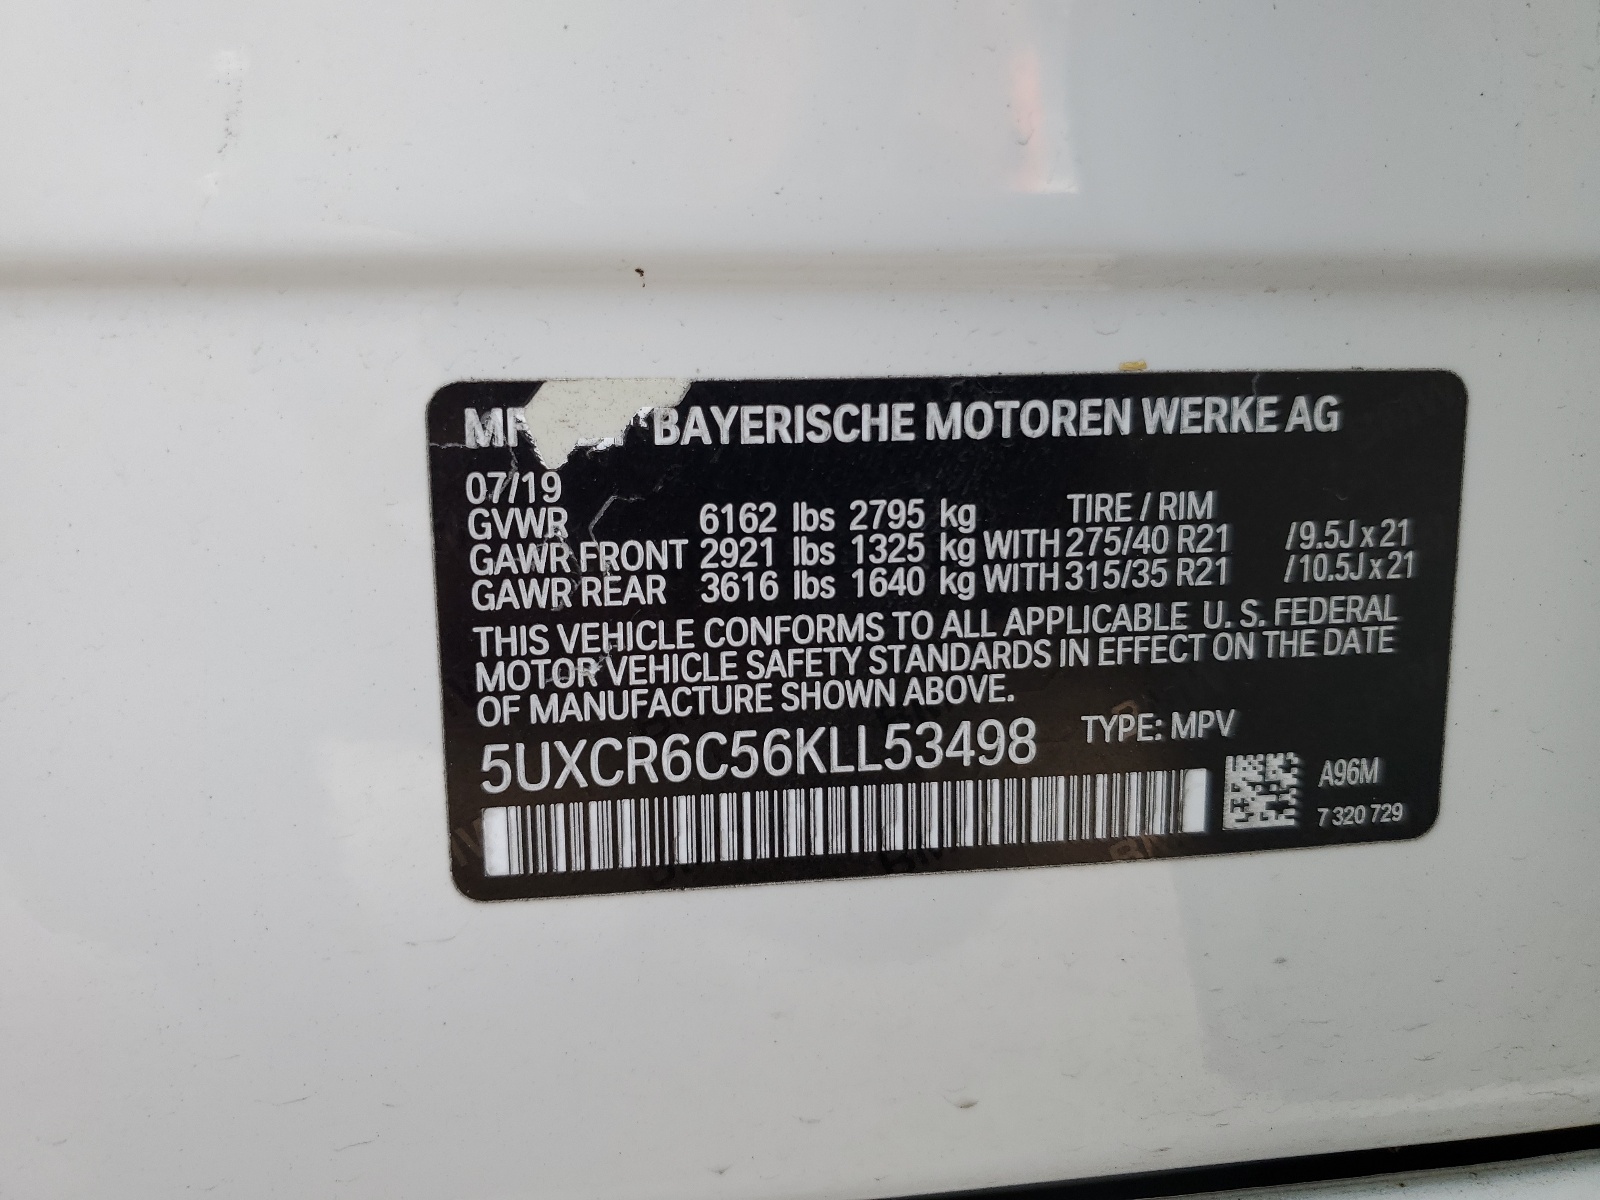 BAYERISCHE MOTOREN WERKE AG
07/19
GVWR 6162 lbs 2795 kg TIRE / RIM
GAWR FRONT 2921 lbs 1325 kg WITH 275/40 R21 /9.5J x 21
GAWR REAR 3616 lbs 1640 kg WITH 315/35 R21 /10.5J x 21
THIS VEHICLE CONFORMS TO ALL APPLICABLE U. S. FEDERAL
MOTOR VEHICLE SAFETY STANDARDS IN EFFECT ON THE DATE
OF MANUFACTURE SHOWN ABOVE.
5UXCR6C56KLL53498 TYPE: MPV
A96M
7 320 729